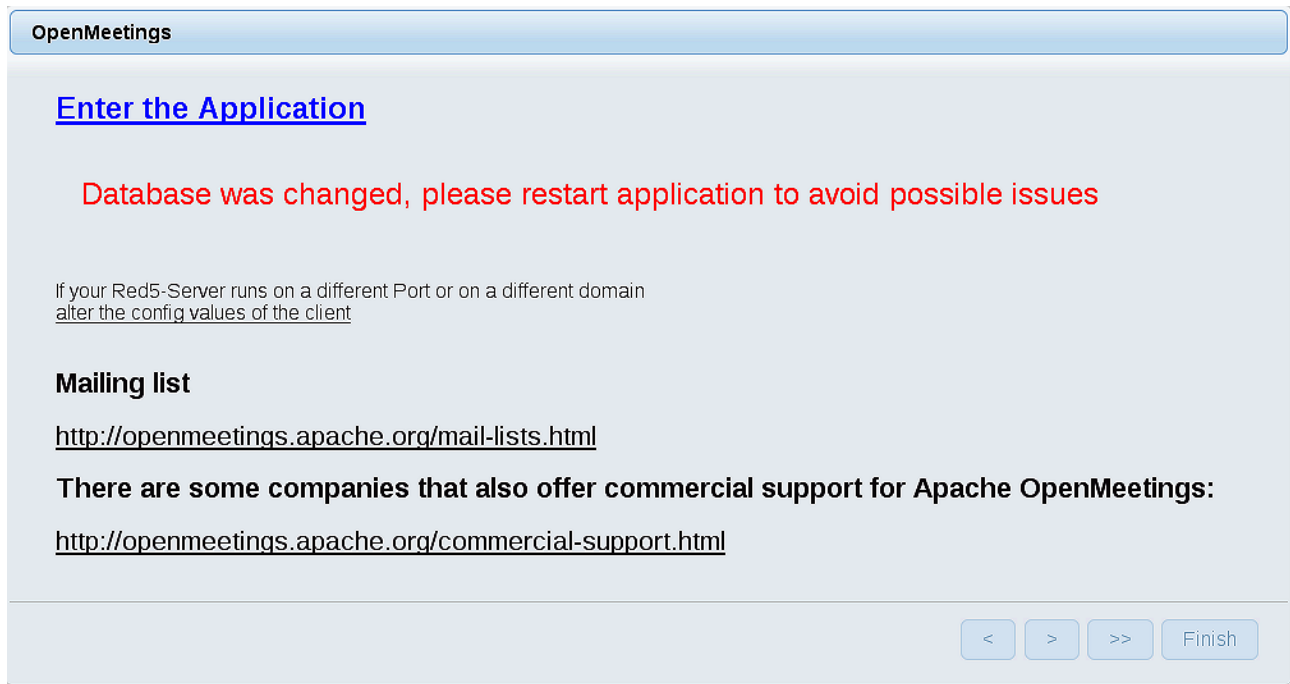 OpenMeetings
Enter the Application
Database was changed, please restart application to avoid possible issues
If your Red5-Server runs on a different Port or on a different domain
alter the config values of the client
Mailing list
http://openmeetings.apache.org/mail-lists.html
There are some companies that also offer commercial support for Apache OpenMeetings:
http://openmeetings.apache.org/commercial-support.html
< > >> Finish